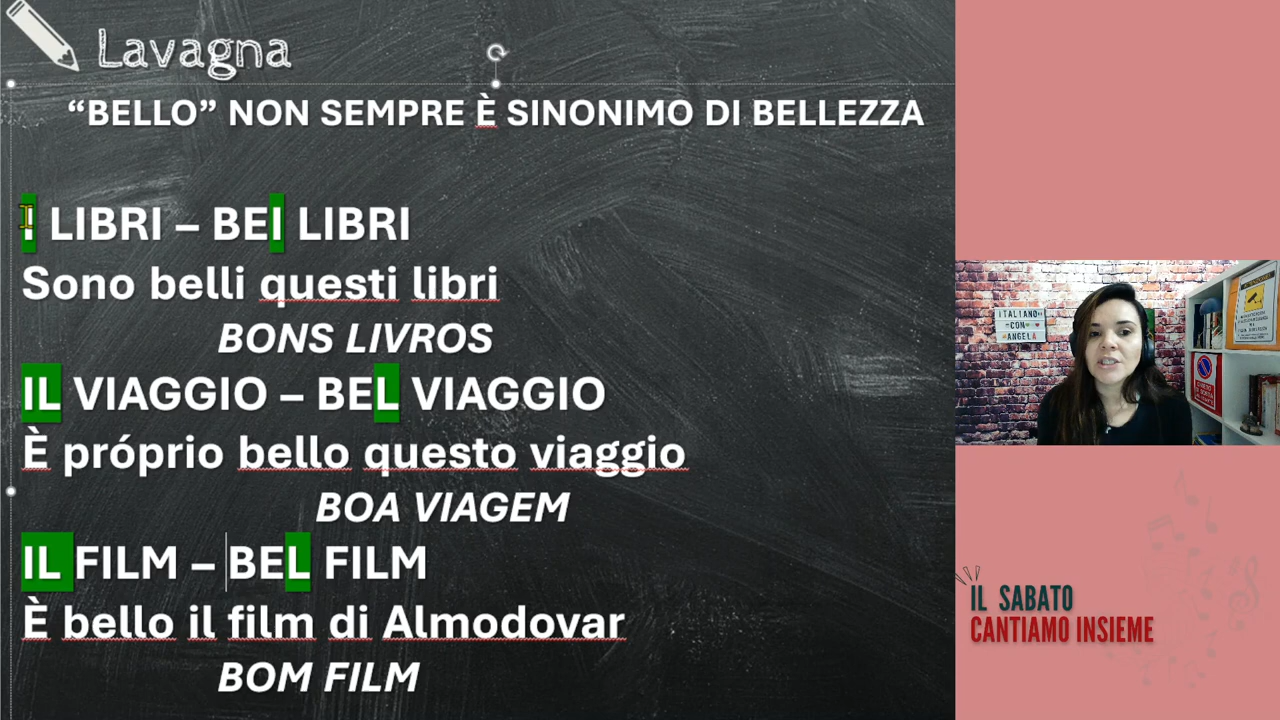 Lavagna
“BELLO” NON SEMPRE È SINONIMO DI BELLEZZA
I LIBRI – BEI LIBRI
Sono belli questi libri
BONS LIVROS
IL VIAGGIO – BEL VIAGGIO
È próprio bello questo viaggio
BOA VIAGEM
IL FILM – BEL FILM
È bello il film di Almodovar
BOM FILM
ITALIANO
CON
ANGELA
IL SABATO
CANTIAMO INSIEME